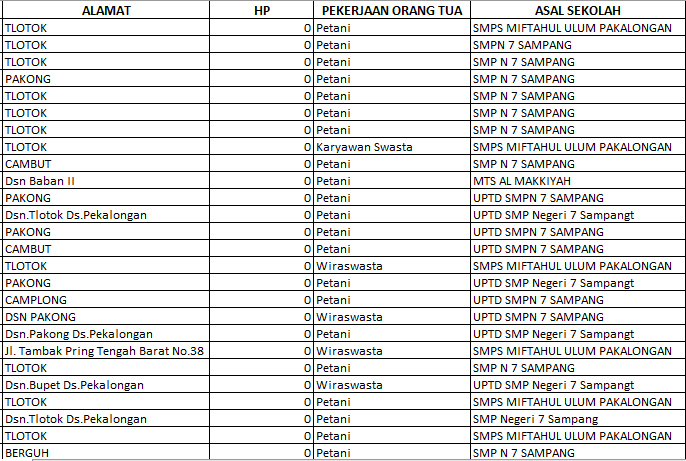 ALAMAT HP PEKERJAAN ORANG TUA ASAL SEKOLAH
TLOTOK 0 Petani SMPS MIFTAHUL ULUM PAKALONGAN
TLOTOK 0 Petani SMPN 7 SAMPANG
TLOTOK 0 Petani SMP N 7 SAMPANG
PAKONG 0 Petani SMP N 7 SAMPANG
TLOTOK 0 Petani SMP N 7 SAMPANG
TLOTOK 0 Petani SMP N 7 SAMPANG
TLOTOK 0 Petani SMP N 7 SAMPANG
TLOTOK 0 Karyawan Swasta SMPS MIFTAHUL ULUM PAKALONGAN
CAMBUT 0 Petani SMP N 7 SAMPANG
Dsn Baban II 0 Petani MTS AL MAKKIYAH
PAKONG 0 Petani UPTD SMPN 7 SAMPANG
Dsn.Tlotok Ds.Pekalongan 0 Petani UPTD SMP Negeri 7 Sampangt
PAKONG 0 Petani UPTD SMPN 7 SAMPANG
CAMBUT 0 Petani UPTD SMPN 7 SAMPANG
TLOTOK 0 Wiraswasta SMPS MIFTAHUL ULUM PAKALONGAN
PAKONG 0 Petani UPTD SMP Negeri 7 Sampangt
CAMPLONG 0 Petani UPTD SMPN 7 SAMPANG
DSN PAKONG 0 Wiraswasta UPTD SMPN 7 SAMPANG
Dsn.Pakong Ds.Pekalongan 0 Petani UPTD SMP Negeri 7 Sampangt
Jl. Tambak Pring Tengah Barat No.38 0 Wiraswasta SMPS MIFTAHUL ULUM PAKALONGAN
TLOTOK 0 Petani SMP N 7 SAMPANG
Dsn.Bupet Ds.Pekalongan 0 Wiraswasta UPTD SMP Negeri 7 Sampangt
TLOTOK 0 Petani SMPS MIFTAHUL ULUM PAKALONGAN
Dsn.Tlotok Ds.Pekalongan 0 Petani SMP Negeri 7 Sampang
TLOTOK 0 Petani SMPS MIFTAHUL ULUM PAKALONGAN
BERGUH 0 Petani SMP N 7 SAMPANG